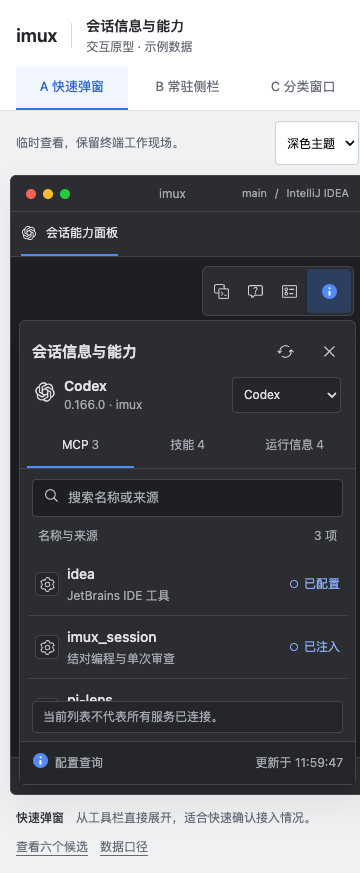 imux
会话信息与能力
交互原型 · 示例数据
A 快速弹窗
B 常驻侧栏
C 分类窗口
临时查看，保留终端工作现场。
深色主题
imux
main / IntelliJ IDEA
会话能力面板
会话信息与能力
Codex
0.166.0 · imux
Codex
MCP 3
技能 4
运行信息 4
搜索名称或来源
名称与来源
3 项
idea
JetBrains IDE 工具
已配置
imux_session
结对编程与单次审查
已注入
pi-lens
当前列表不代表所有服务已连接。
配置查询
更新于 11:59:47
快速弹窗 从工具栏直接展开，适合快速确认接入情况。
查看六个候选
数据口径